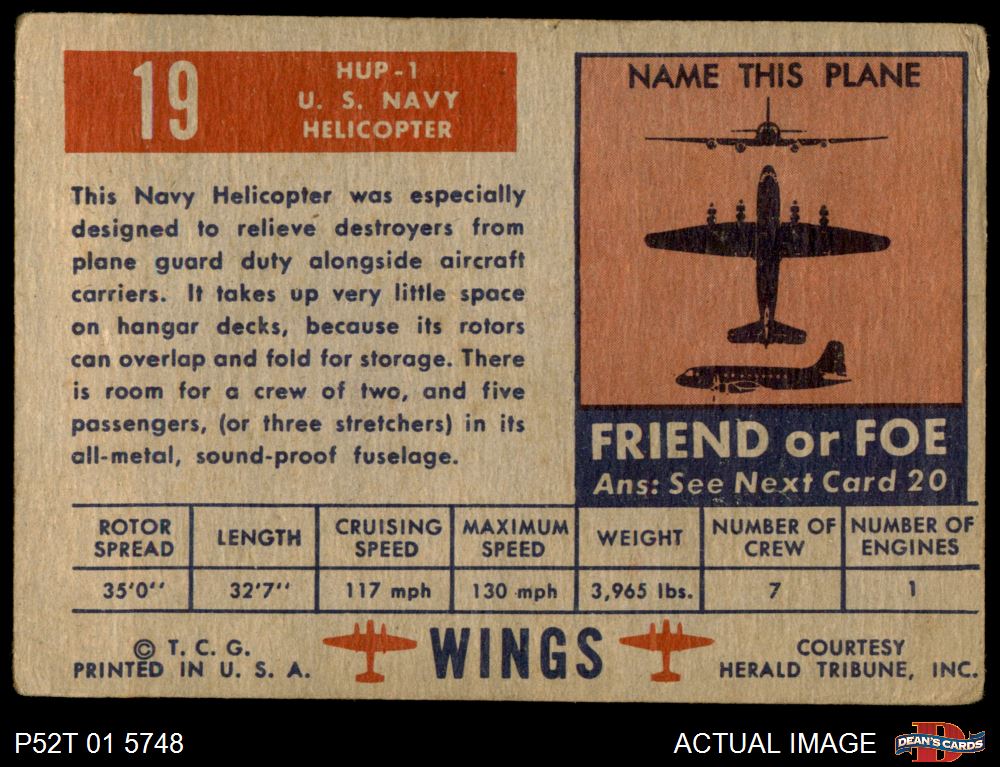 19
HUP-1
U. S. NAVY
HELICOPTER
This Navy Helicopter was especially
designed to relieve destroyers from
plane guard duty alongside aircraft
carriers. It takes up very little space
on hangar decks, because its rotors
can overlap and fold for storage. There
is room for a crew of two, and five
passengers, (or three stretchers) in its
all-metal, sound-proof fuselage.
NAME THIS PLANE
FRIEND or FOE
Ans: See Next Card 20
ROTOR SPREAD
LENGTH
CRUISING SPEED
MAXIMUM SPEED
WEIGHT
NUMBER OF CREW
NUMBER OF ENGINES
35'0''
32'7''
117 mph
130 mph
3,965 lbs.
7
1
© T. C. G.
PRINTED IN U. S. A.
WINGS
COURTESY
HERALD TRIBUNE, INC.
P52T 01 5748
ACTUAL IMAGE
D
DEAN'S CARDS